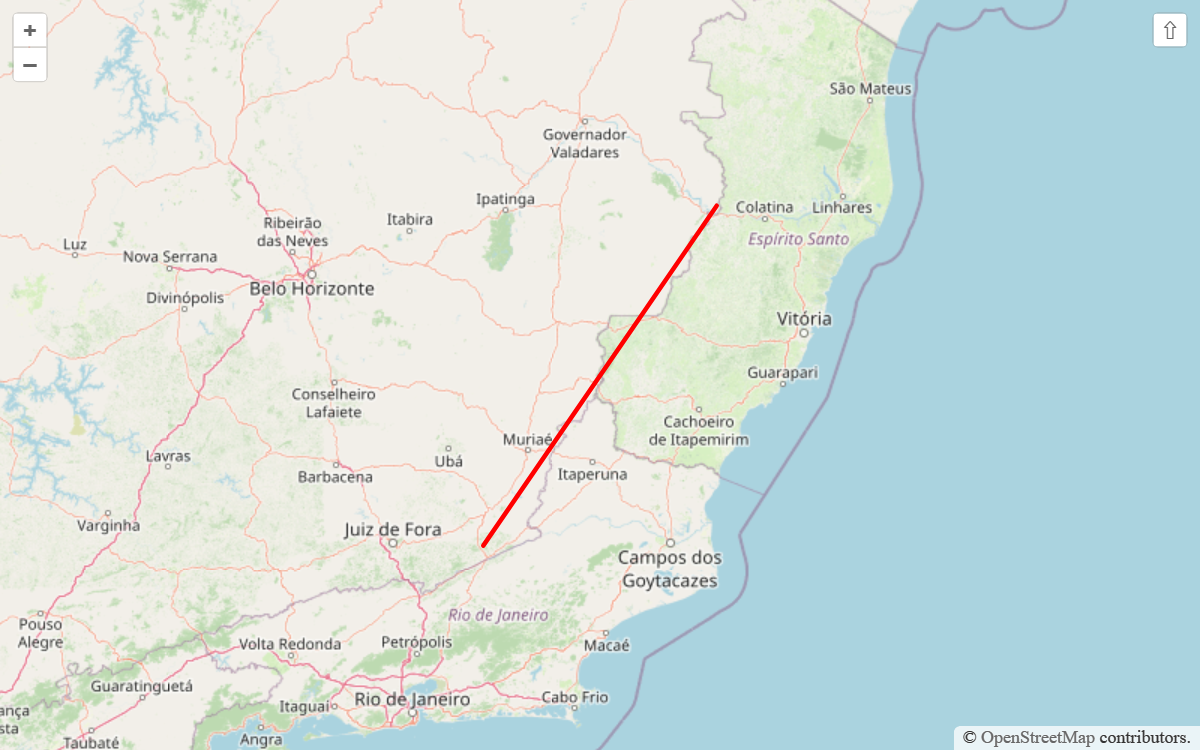 +
−
⇧
São Mateus
Governador
Valadares
Ipatinga
Colatina
Linhares
Itabira
Ribeirão
das Neves
Espírito Santo
Luz
Nova Serrana
Belo Horizonte
Divinópolis
Vitória
Guarapari
Conselheiro
Lafaiete
Cachoeiro
de Itapemirim
Muriaé
Ubá
Lavras
Barbacena
Itaperuna
Varginha
Juiz de Fora
Campos dos
Goytacazes
Rio de Janeiro
Pouso
Alegre
Volta Redonda
Petrópolis
Macaé
Guaratinguetá
Itaguaí
Rio de Janeiro
Cabo Frio
Angra
Taubaté
© OpenStreetMap contributors.